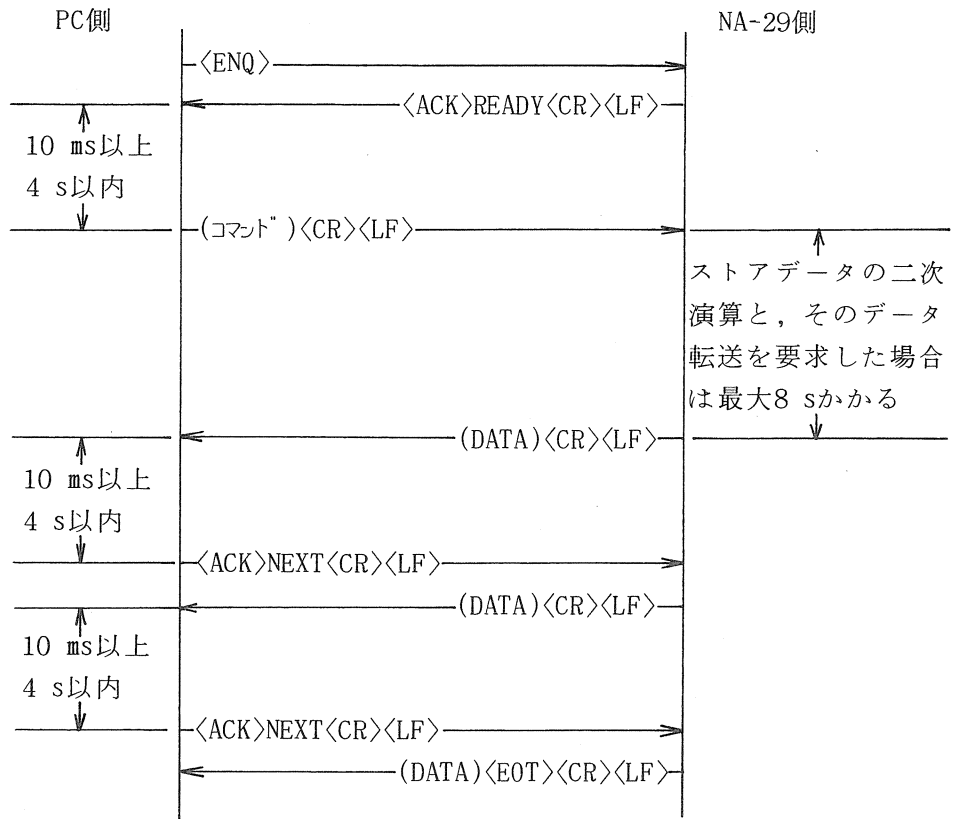 PC側
NA-29側
〈ENQ〉
〈ACK〉READY〈CR〉〈LF〉
10 ms以上
4 s以内
(コマンド)〈CR〉〈LF〉
ストアデータの二次
演算と，そのデータ
転送を要求した場合
は最大8 sかかる
(DATA)〈CR〉〈LF〉
10 ms以上
4 s以内
〈ACK〉NEXT〈CR〉〈LF〉
(DATA)〈CR〉〈LF〉
10 ms以上
4 s以内
〈ACK〉NEXT〈CR〉〈LF〉
(DATA)〈EOT〉〈CR〉〈LF〉